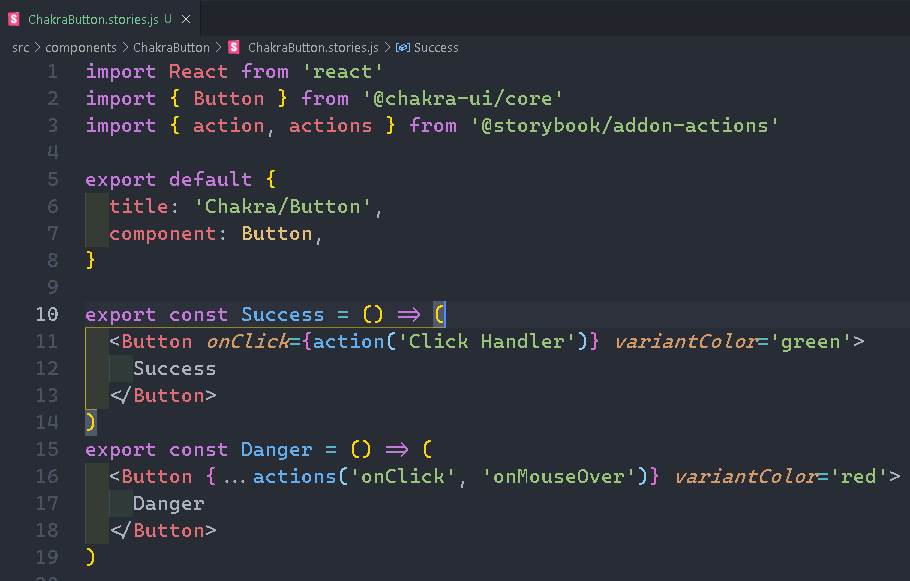 ChakraButton.stories.js U ×
src > components > ChakraButton > ChakraButton.stories.js > Success
1 import React from 'react'
2 import { Button } from '@chakra-ui/core'
3 import { action, actions } from '@storybook/addon-actions'
4
5 export default {
6   title: 'Chakra/Button',
7   component: Button,
8 }
9
10 export const Success = () => (
11   <Button onClick={action('Click Handler')} variantColor='green'>
12     Success
13   </Button>
14 )
15 export const Danger = () => (
16   <Button {...actions('onClick', 'onMouseOver')} variantColor='red'>
17     Danger
18   </Button>
19 )